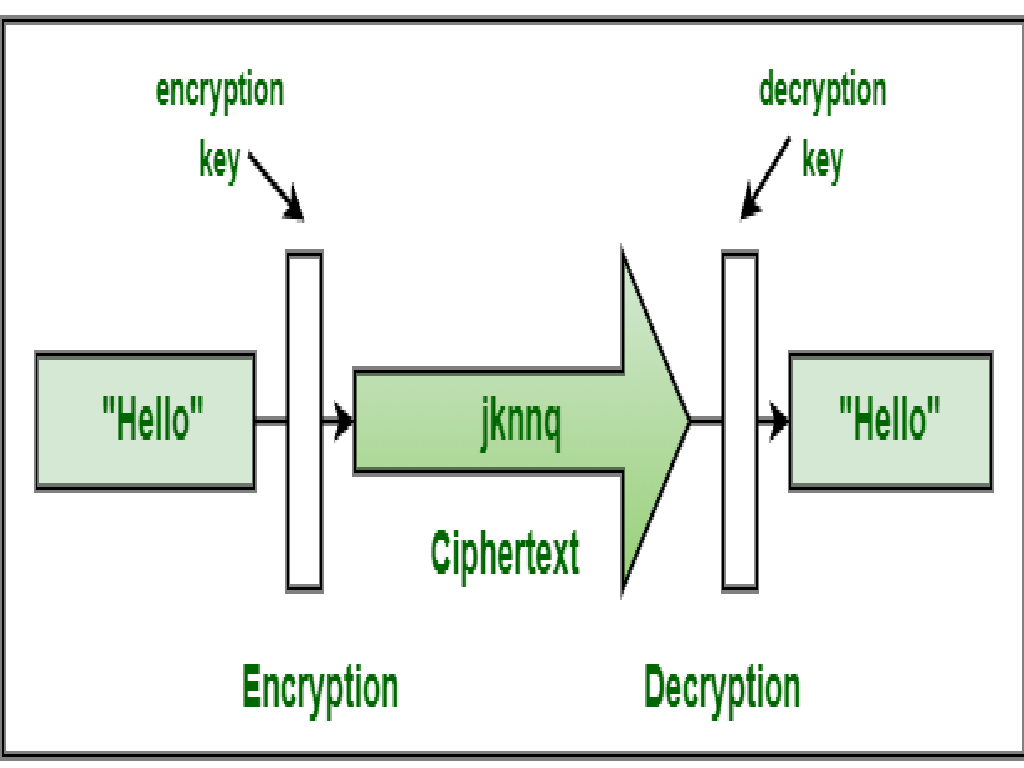 encryption
key
decryption
key
"Hello"
jknnq
"Hello"
Ciphertext
Encryption
Decryption